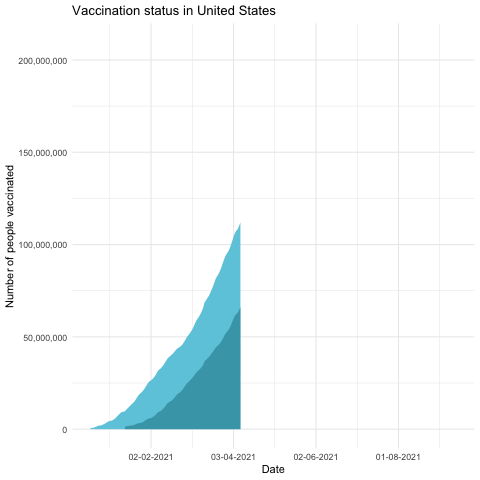 Vaccination status in United States
200,000,000
150,000,000
100,000,000
50,000,000
0
Number of people vaccinated
02-02-2021 03-04-2021 02-06-2021 01-08-2021
Date